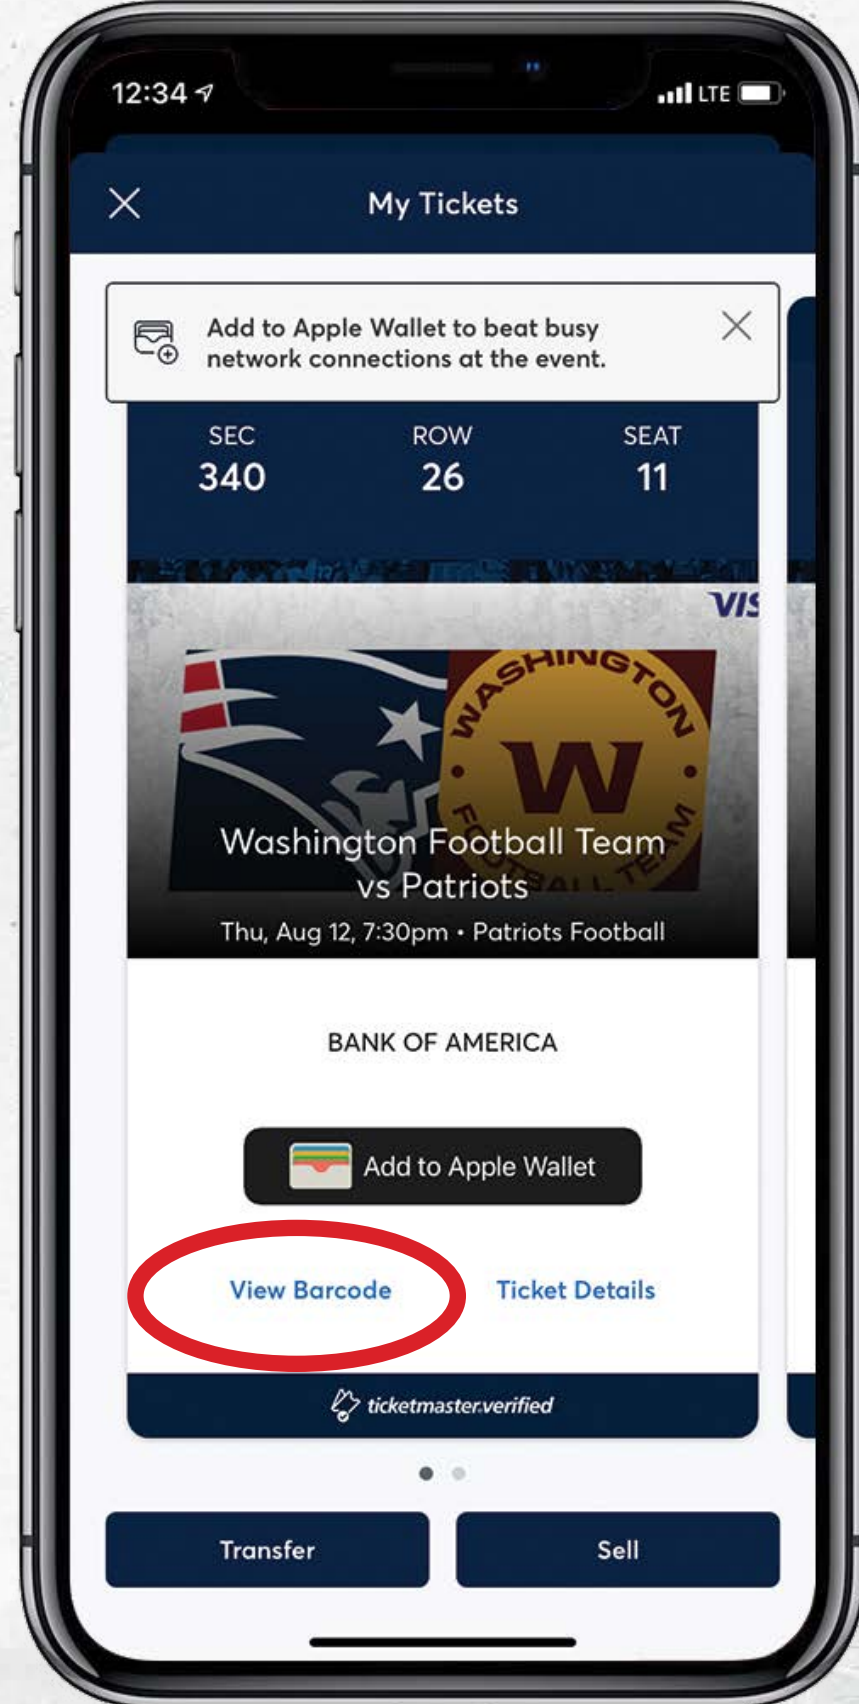 12:34
LTE
My Tickets
Add to Apple Wallet to beat busy
network connections at the event.
SEC ROW SEAT
340 26 11
VIS
WASHINGTON
W
FOOTBALL TEAM
Washington Football Team
vs Patriots
Thu, Aug 12, 7:30pm • Patriots Football
BANK OF AMERICA
Add to Apple Wallet
View Barcode Ticket Details
ticketmaster.verified
Transfer Sell